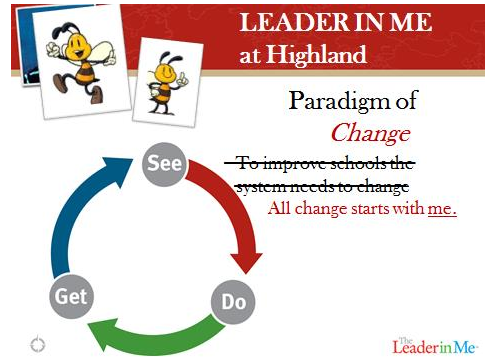 LEADER IN ME
at Highland
Paradigm of
Change
To improve schools the
system needs to change
All change starts with me.
See
Do
Get
The
Leader in Me